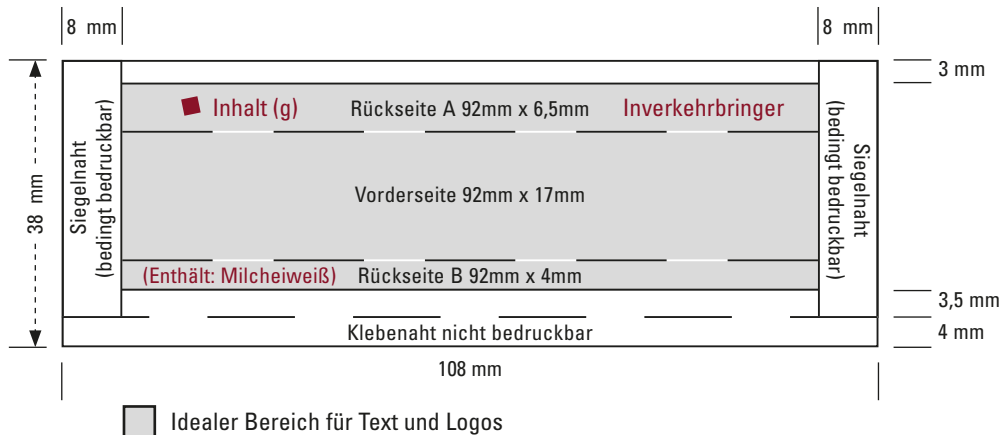 8 mm
8 mm
3 mm
Inhalt (g)
Rückseite A 92mm x 6,5mm
Inverkehrbringer
38 mm
Siegelnaht
(bedingt bedruckbar)
Vorderseite 92mm x 17mm
Siegelnaht
(bedingt bedruckbar)
(Enthält: Milcheiweiß)
Rückseite B 92mm x 4mm
3,5 mm
Klebenaht nicht bedruckbar
4 mm
108 mm
Idealer Bereich für Text und Logos